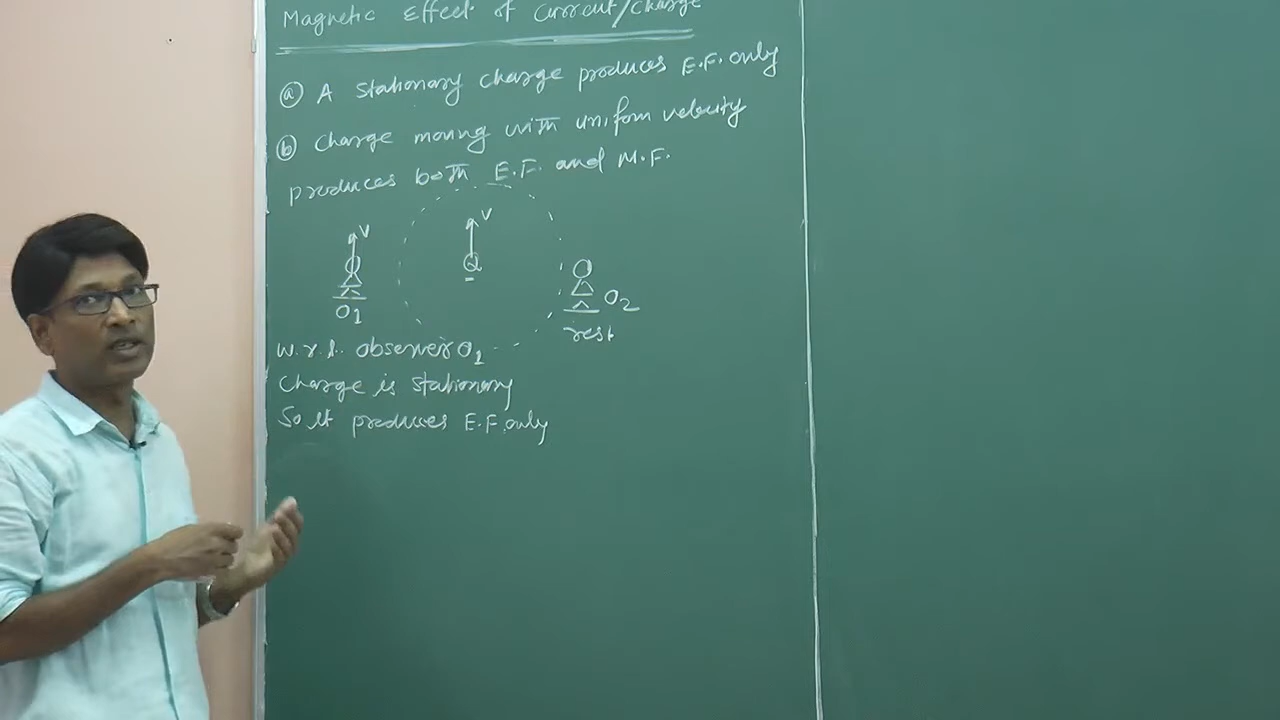 Magnetic Effect of Current/charge
(a) A stationary charge produces E.F. only
(b) Charge moving with uniform velocity
produces both E.F. and M.F.
V
V
Q
O1
O2
rest
w.r.t. observer O1
Charge is stationary
So it produces E.F. only